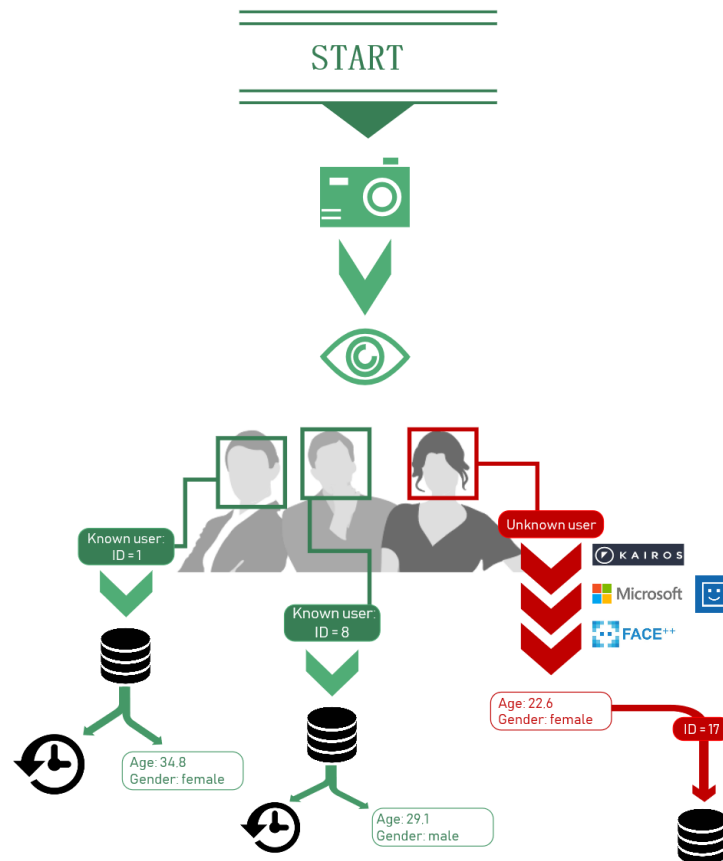 START
Known user:
ID = 1
Known user:
ID = 8
Unknown user
KAIROS
Microsoft
FACE++
Age: 22.6
Gender: female
ID = 17
Age: 34.8
Gender: female
Age: 29.1
Gender: male